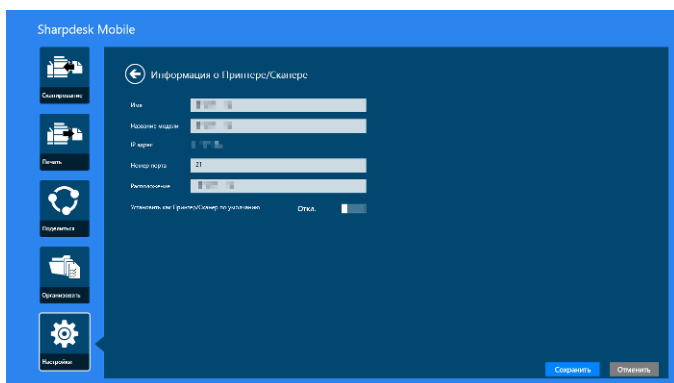 Sharpdesk Mobile
Сканирование
Печать
Поделиться
Организовать
Настройки
Информация о Принтере/Сканере
Имя
Название модели
IP адрес
Номер порта 21
Расположение
Установить как Принтер/Сканер по умолчанию Откл.
Сохранить Отменить